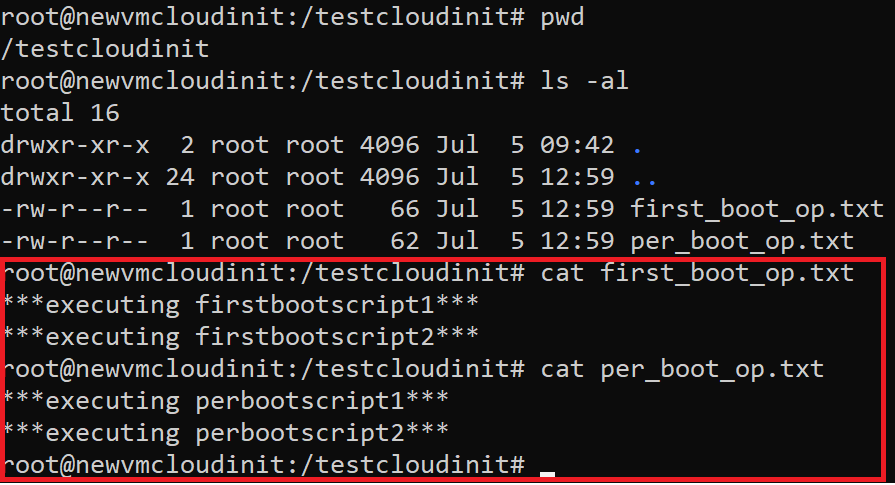 root@newvmcloudinit:/testcloudinit# pwd
/testcloudinit
root@newvmcloudinit:/testcloudinit# ls -al
total 16
drwxr-xr-x  2 root root 4096 Jul  5 09:42 .
drwxr-xr-x 24 root root 4096 Jul  5 12:59 ..
-rw-r--r--  1 root root   66 Jul  5 12:59 first_boot_op.txt
-rw-r--r--  1 root root   62 Jul  5 12:59 per_boot_op.txt
root@newvmcloudinit:/testcloudinit# cat first_boot_op.txt
***executing firstbootscript1***
***executing firstbootscript2***
root@newvmcloudinit:/testcloudinit# cat per_boot_op.txt
***executing perbootscript1***
***executing perbootscript2***
root@newvmcloudinit:/testcloudinit#